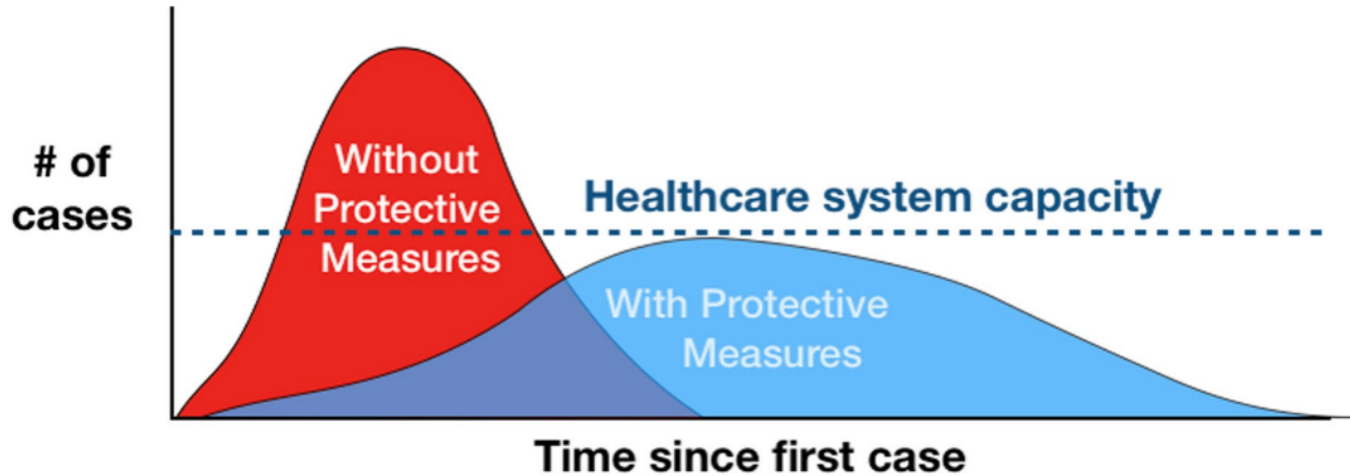 # of
cases
Without
Protective
Measures
Healthcare system capacity
With Protective
Measures
Time since first case